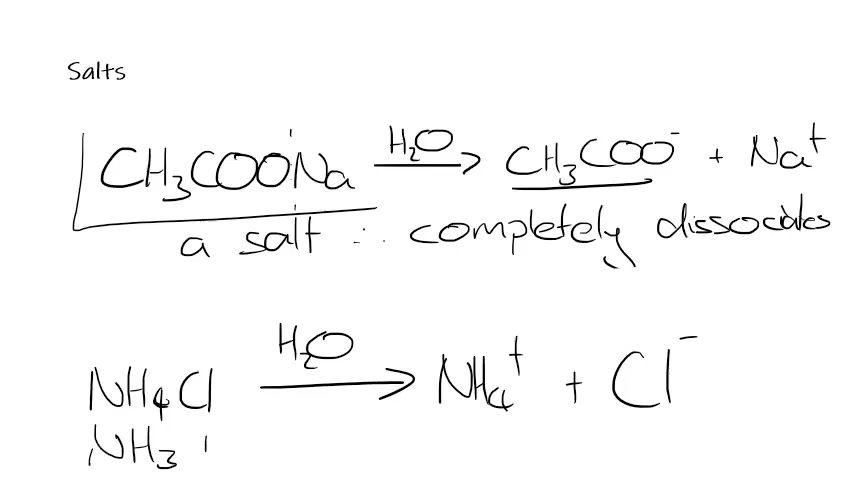 Salts
CH₃COONa H₂O → CH₃COO⁻ + Na⁺
a salt ∴ completely dissociates
NH₄Cl H₂O → NH₄⁺ + Cl⁻
NH₃